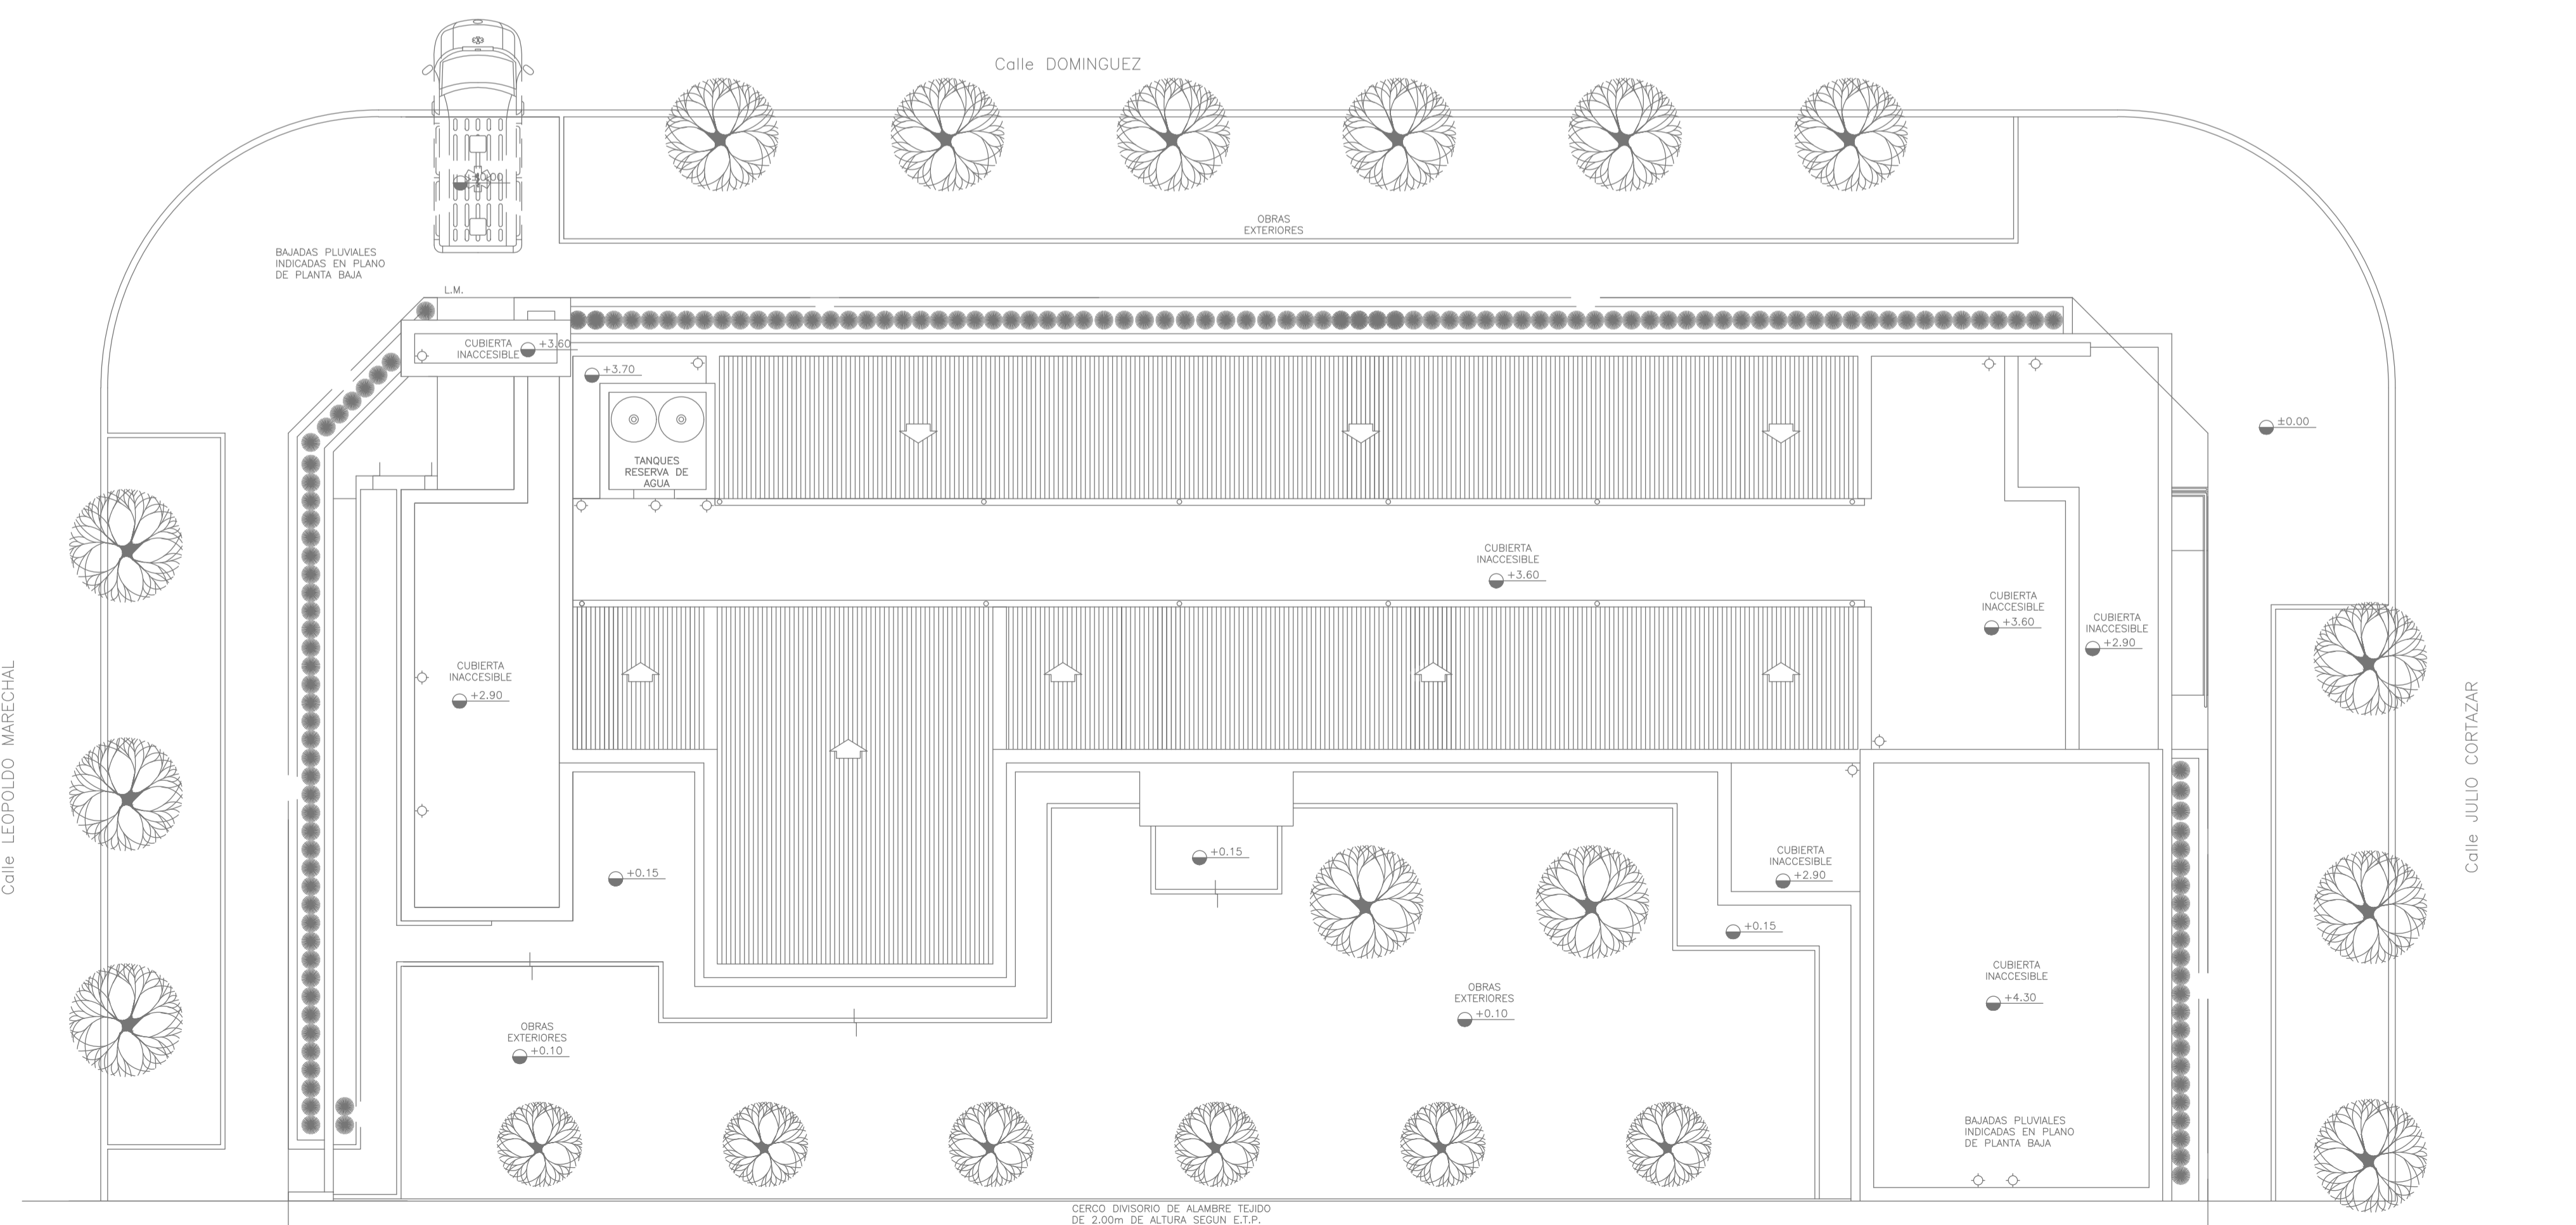 Calle DOMINGUEZ
±0.00
OBRAS
EXTERIORES
BAJADAS PLUVIALES
INDICADAS EN PLANO
DE PLANTA BAJA
L.M.
CUBIERTA
INACCESIBLE
+3.60
+3.70
TANQUES
RESERVA DE
AGUA
±0.00
CUBIERTA
INACCESIBLE
+3.60
CUBIERTA
INACCESIBLE
+3.60
CUBIERTA
INACCESIBLE
+2.90
CUBIERTA
INACCESIBLE
+2.90
Calle LEOPOLDO MARECHAL
Calle JULIO CORTAZAR
+0.15
+0.15
CUBIERTA
INACCESIBLE
+2.90
+0.15
CUBIERTA
INACCESIBLE
+4.30
OBRAS
EXTERIORES
+0.10
OBRAS
EXTERIORES
+0.10
BAJADAS PLUVIALES
INDICADAS EN PLANO
DE PLANTA BAJA
CERCO DIVISORIO DE ALAMBRE TEJIDO
DE 2.00m DE ALTURA SEGUN E.T.P.